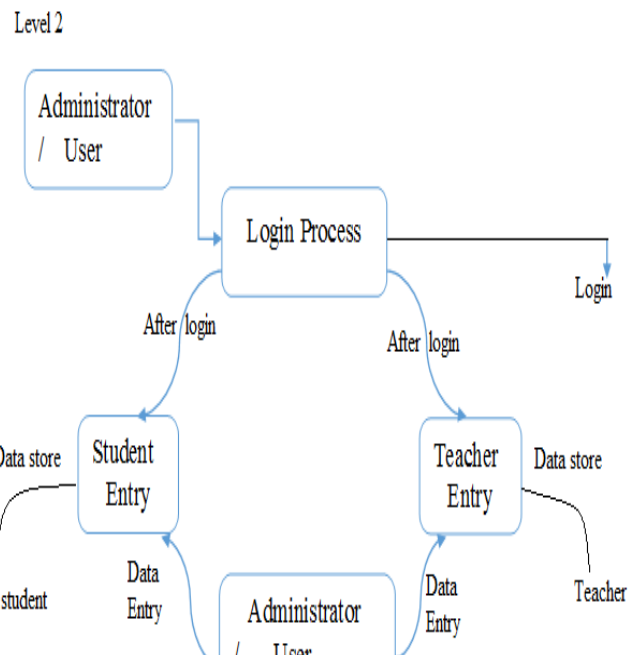 Level 2
Administrator
/ User
Login Process
Login
After login
After login
Student
Entry
Data store
Teacher
Entry
Data store
student
Data
Entry
Administrator
/ User
Data
Entry
Teacher